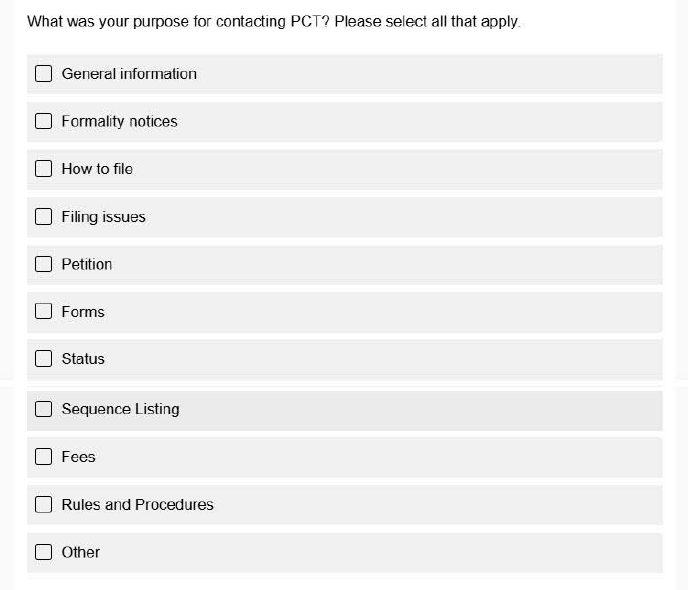 What was your purpose for contacting PCT? Please select all that apply.
General information
Formality notices
How to file
Filing issues
Petition
Forms
Status
Sequence Listing
Fees
Rules and Procedures
Other